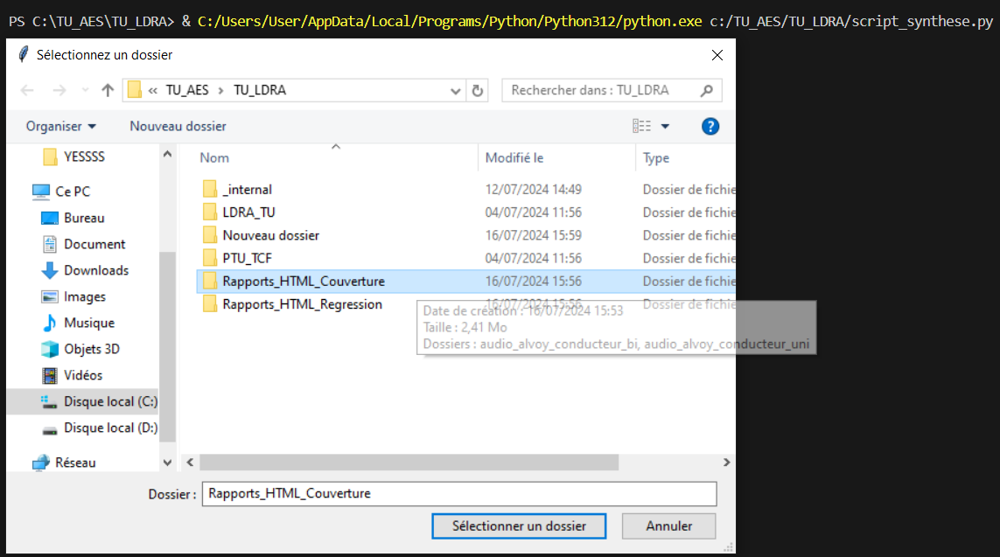 PS C:\TU_AES\TU_LDRA> & C:/Users/User/AppData/Local/Programs/Python/Python312/python.exe c:/TU_AES/TU_LDRA/script_synthese.py
Sélectionnez un dossier
« TU_AES › TU_LDRA
Rechercher dans : TU_LDRA
Organiser
Nouveau dossier
?
YESSSS
Ce PC
Bureau
Document
Downloads
Images
Musique
Objets 3D
Vidéos
Disque local (C:)
Disque local (D:)
Réseau
Nom Modifié le Type
_internal 12/07/2024 14:49 Dossier de fichie
LDRA_TU 04/07/2024 11:56 Dossier de fichie
Nouveau dossier 16/07/2024 15:59 Dossier de fichie
PTU_TCF 04/07/2024 11:56 Dossier de fichie
Rapports_HTML_Couverture 16/07/2024 15:56 Dossier de fichie
Rapports_HTML_Regression 16/07/2024 15:56 Dossier de fichie
Date de création : 16/07/2024 15:53
Taille : 2,41 Mo
Dossiers : audio_alvoy_conducteur_bi, audio_alvoy_conducteur_uni
Dossier : Rapports_HTML_Couverture
Sélectionner un dossier
Annuler